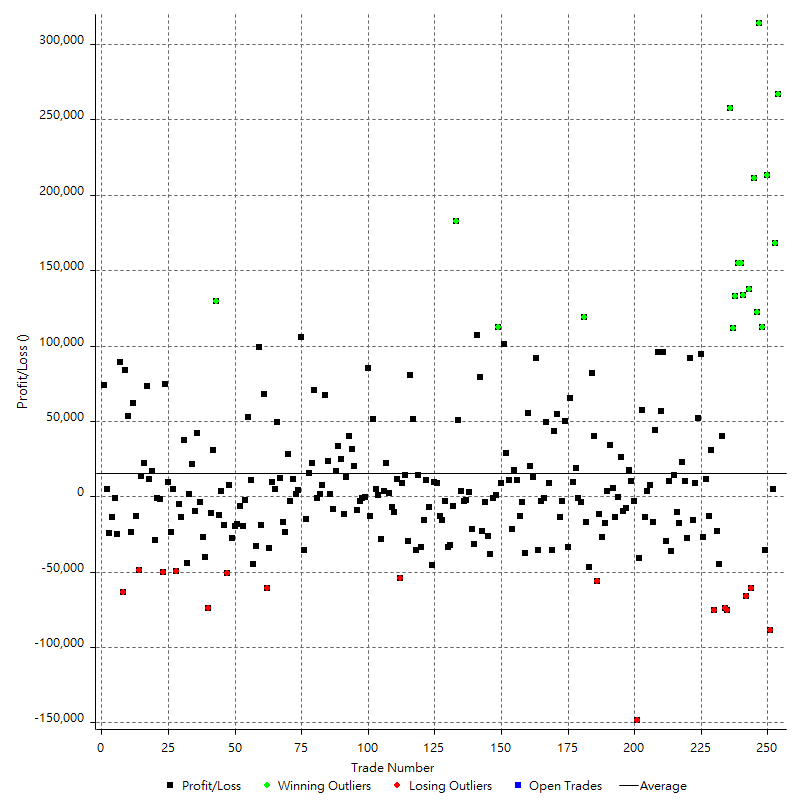 300,000
250,000
200,000
150,000
100,000
50,000
0
-50,000
-100,000
-150,000
Profit/Loss ()
0 25 50 75 100 125 150 175 200 225 250
Trade Number
Profit/Loss Winning Outliers Losing Outliers Open Trades Average